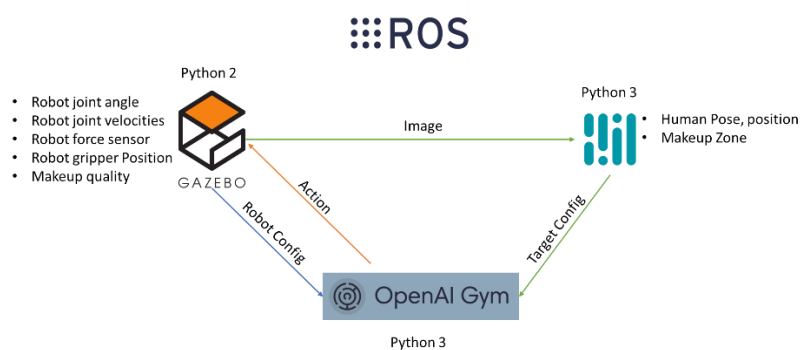 ROS
Python 2
Python 3
• Robot joint angle
• Robot joint velocities
• Robot force sensor
• Robot gripper Position
• Makeup quality
GAZEBO
Image
• Human Pose, position
• Makeup Zone
Action
Robot Config
Target Config
OpenAI Gym
Python 3